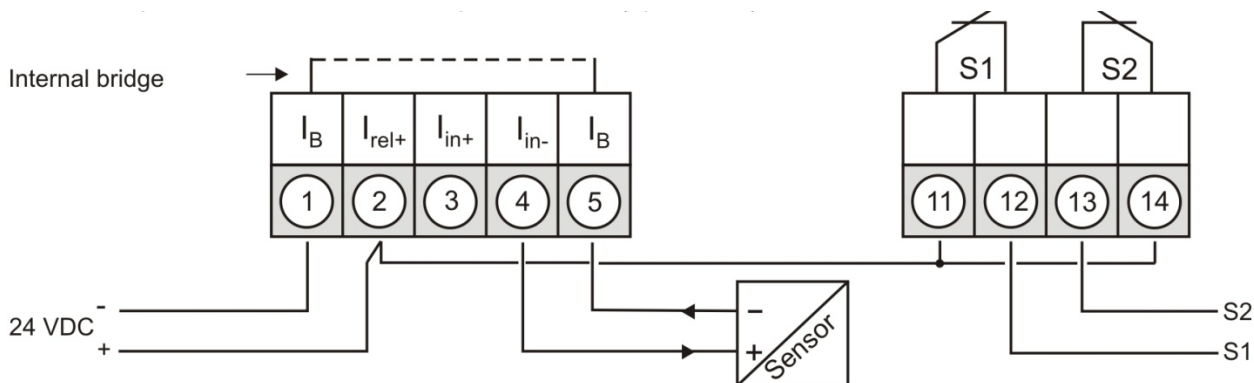 Internal bridge
S1 S2
I_B I_rel+ I_in+ I_in- I_B
1 2 3 4 5 11 12 13 14
24 VDC - +
- + Sensor
S2
S1